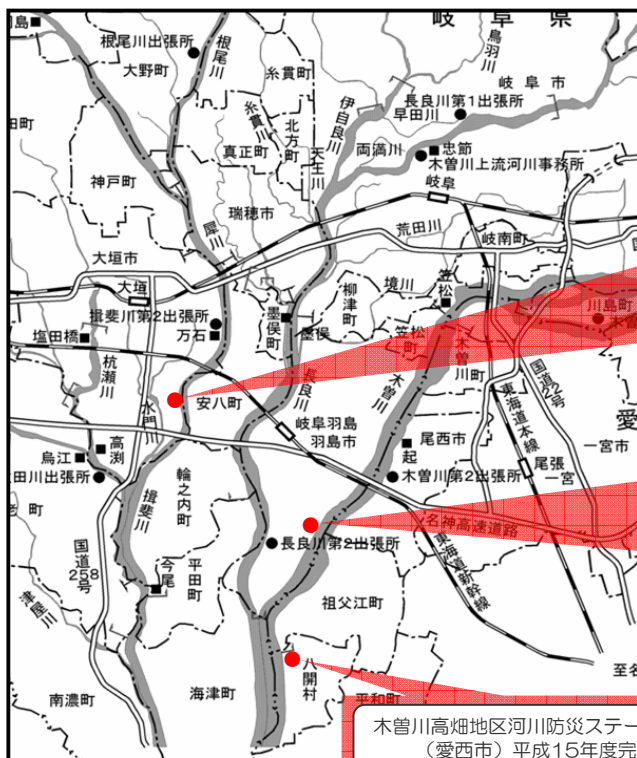 岐阜県
根尾川出張所
根尾川
大野町
糸貫町
鳥羽川
岐阜市
糸貫川
北方町
伊自良川
長良川第1出張所
早田川
真正町
天王川
両満川
忠節
木曽川上流河川事務所
神戸町
岐阜
瑞穂市
犀川
荒田川
岐南町
大垣市
大垣
柳津町
境川
笠松
揖斐川第2出張所
墨俣町
墨俣
川島町
塩田橋
万石
笠松町
木曽川町
杭瀬川
長良川
木曽川
国道22号
東海道本線
愛
水門川
安八町
岐阜羽島
羽島市
尾西市
起
一宮市
高渕
烏江
輪之内町
木曽川第2出張所
尾張一宮
田川出張所
揖斐川
名神高速道路
老町
国道258号
長良川第2出張所
東海道新幹線
今尾
平田町
津屋川
祖父江町
八開村
至名
南濃町
海津町
平和町
木曽川高畑地区河川防災ステー
（愛西市）平成15年度完